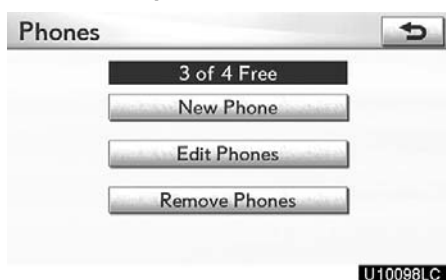 Phones
3 of 4 Free
New Phone
Edit Phones
Remove Phones
U10098LC